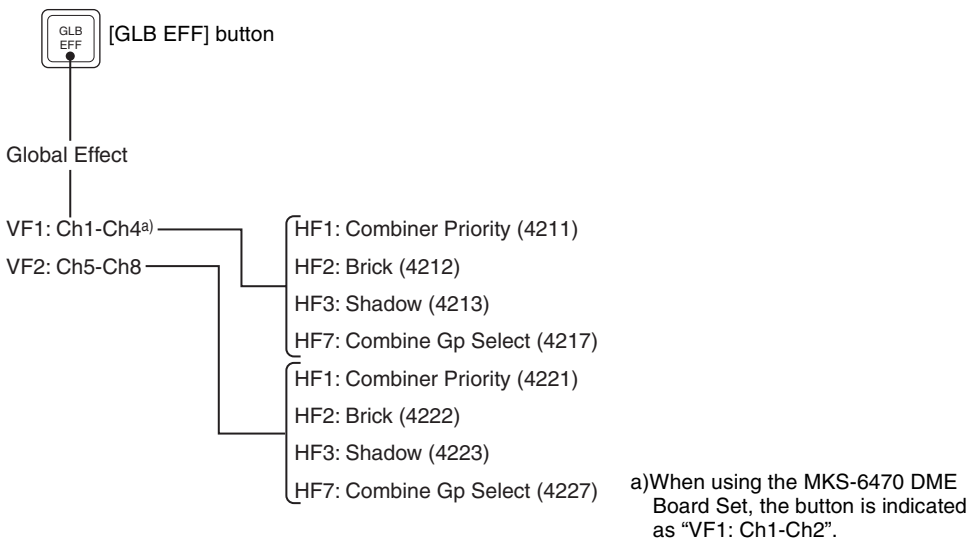 GLB
EFF
[GLB EFF] button
Global Effect
VF1: Ch1-Ch4a)
VF2: Ch5-Ch8
HF1: Combiner Priority (4211)
HF2: Brick (4212)
HF3: Shadow (4213)
HF7: Combine Gp Select (4217)
HF1: Combiner Priority (4221)
HF2: Brick (4222)
HF3: Shadow (4223)
HF7: Combine Gp Select (4227)
a)When using the MKS-6470 DME
Board Set, the button is indicated
as “VF1: Ch1-Ch2”.